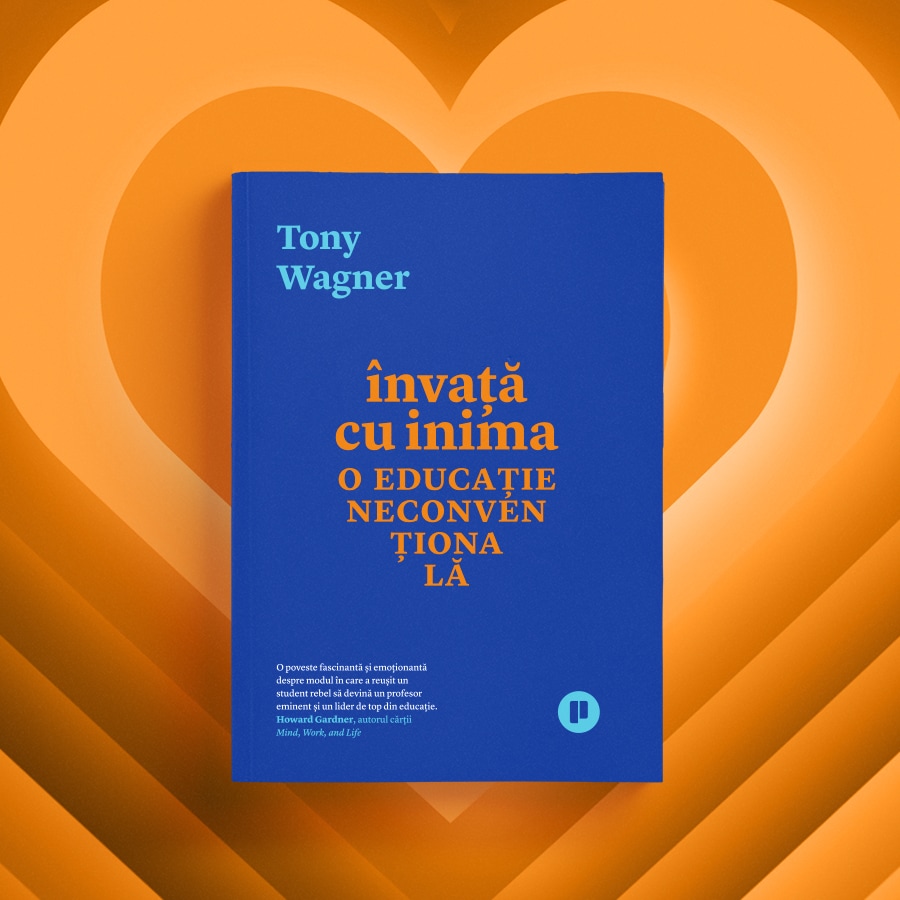 Tony
Wagner
învață
cu inima
O EDUCAȚIE
NECONVEN
ȚIONA
LĂ
O poveste fascinantă și emoționantă
despre modul în care a reușit un
student rebel să devină un profesor
eminent și un lider de top din educație.
Howard Gardner, autorul cărții
Mind, Work, and Life